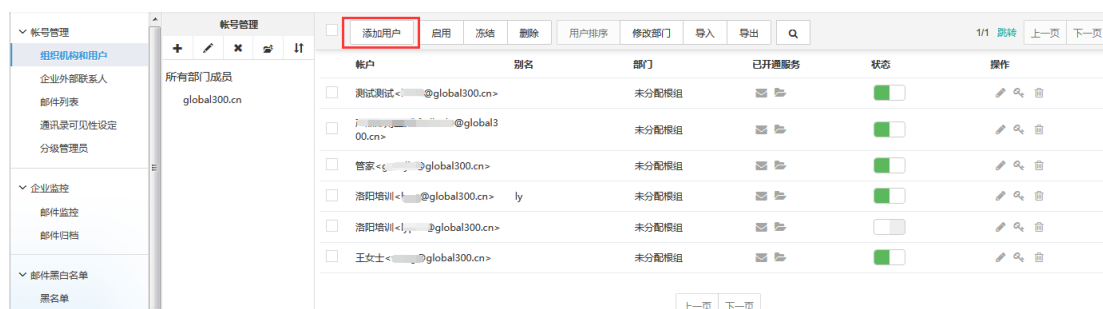 帐号管理
组织机构和用户
企业外部联系人
邮件列表
通讯录可见性设定
分级管理员
企业监控
邮件监控
邮件归档
邮件黑白名单
黑名单
帐号管理
所有部门成员
global300.cn
添加用户 启用 冻结 删除 用户排序 修改部门 导入 导出 1/1 跳转 上一页 下一页
帐户 别名 部门 已开通服务 状态 操作
测试测试< @global300.cn> 未分配根组
@global3
00.cn> 未分配根组
管家< @global300.cn> 未分配根组
洛阳培训< @global300.cn> ly 未分配根组
洛阳培训< @global300.cn> 未分配根组
王女士< @global300.cn> 未分配根组
上一页 下一页